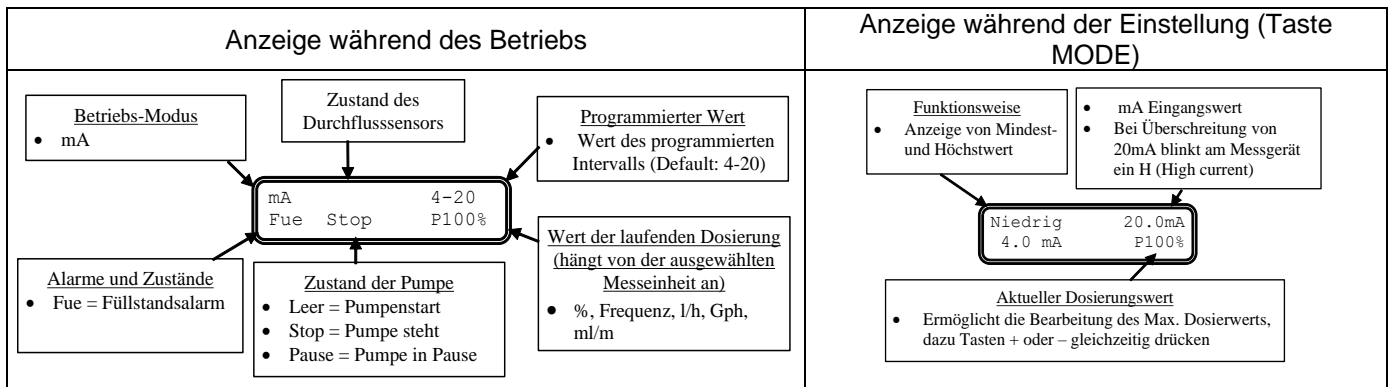 Anzeige während des Betriebs
Anzeige während der Einstellung (Taste
MODE)
Betriebs-Modus
• mA
Zustand des
Durchflusssensors
Programmierter Wert
• Wert des programmierten
Intervalls (Default: 4-20)
mA 4-20
Fue Stop P100%
Alarme und Zustände
• Fue = Füllstandsalarm
Zustand der Pumpe
• Leer = Pumpenstart
• Stop = Pumpe steht
• Pause = Pumpe in Pause
Wert der laufenden Dosierung
(hängt von der ausgewählten
Messeinheit an)
• %, Frequenz, l/h, Gph,
ml/m
Funktionsweise
• Anzeige von Mindest-
und Höchstwert
• mA Eingangswert
• Bei Überschreitung von
20mA blinkt am Messgerät
ein H (High current)
Niedrig 20.0mA
4.0 mA P100%
Aktueller Dosierungswert
• Ermöglicht die Bearbeitung des Max. Dosierwerts,
dazu Tasten + oder – gleichzeitig drücken